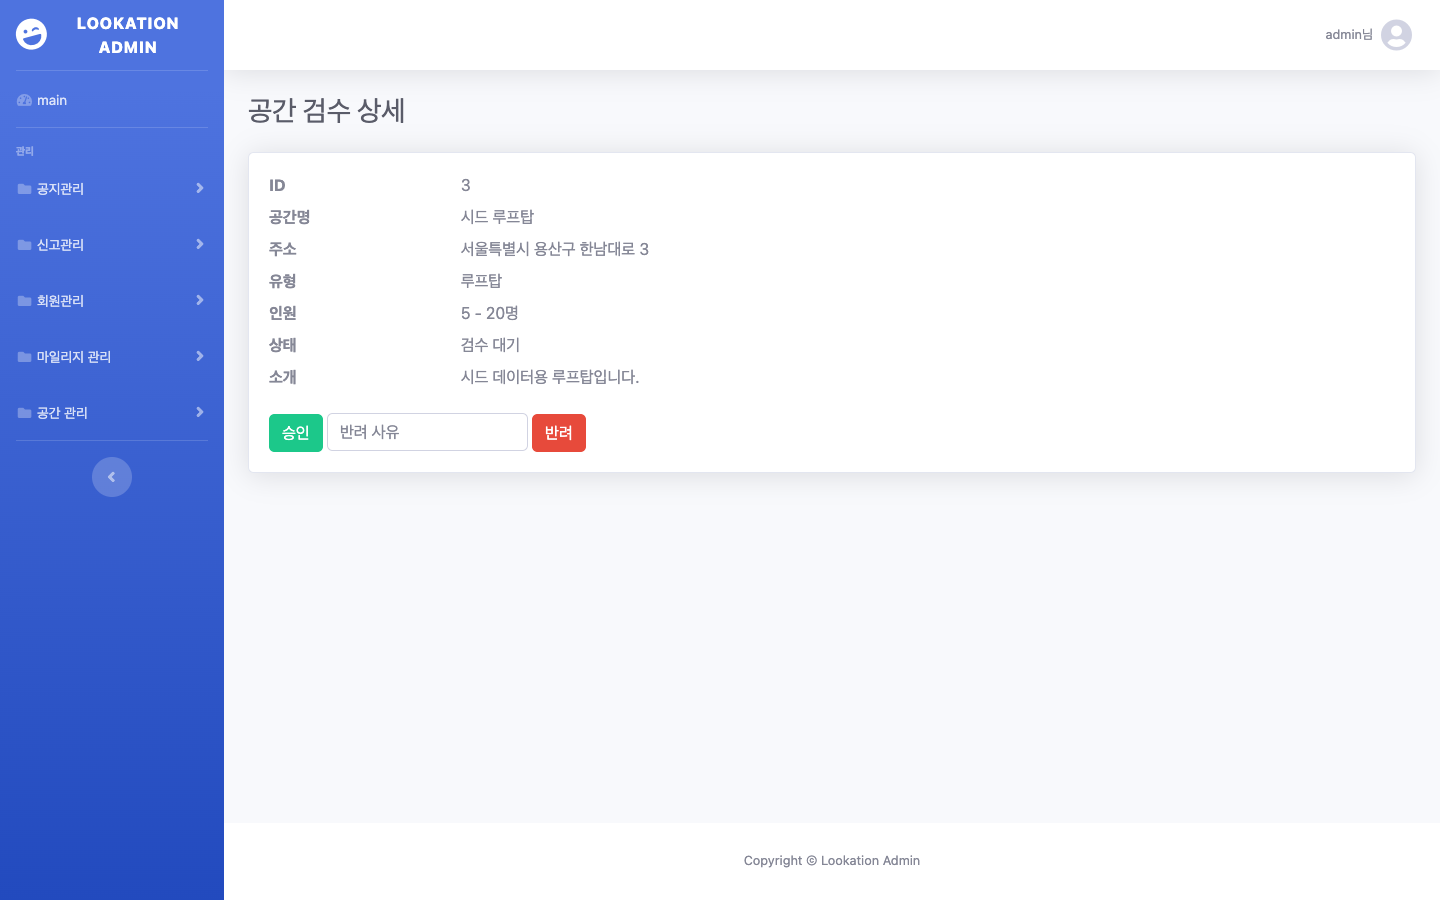 LOOKATION
ADMIN
admin님
main
관리
공지관리
신고관리
회원관리
마일리지 관리
공간 관리
공간 검수 상세
ID 3
공간명 시드 루프탑
주소 서울특별시 용산구 한남대로 3
유형 루프탑
인원 5 - 20명
상태 검수 대기
소개 시드 데이터용 루프탑입니다.
승인 반려 사유 반려
Copyright © Lookation Admin